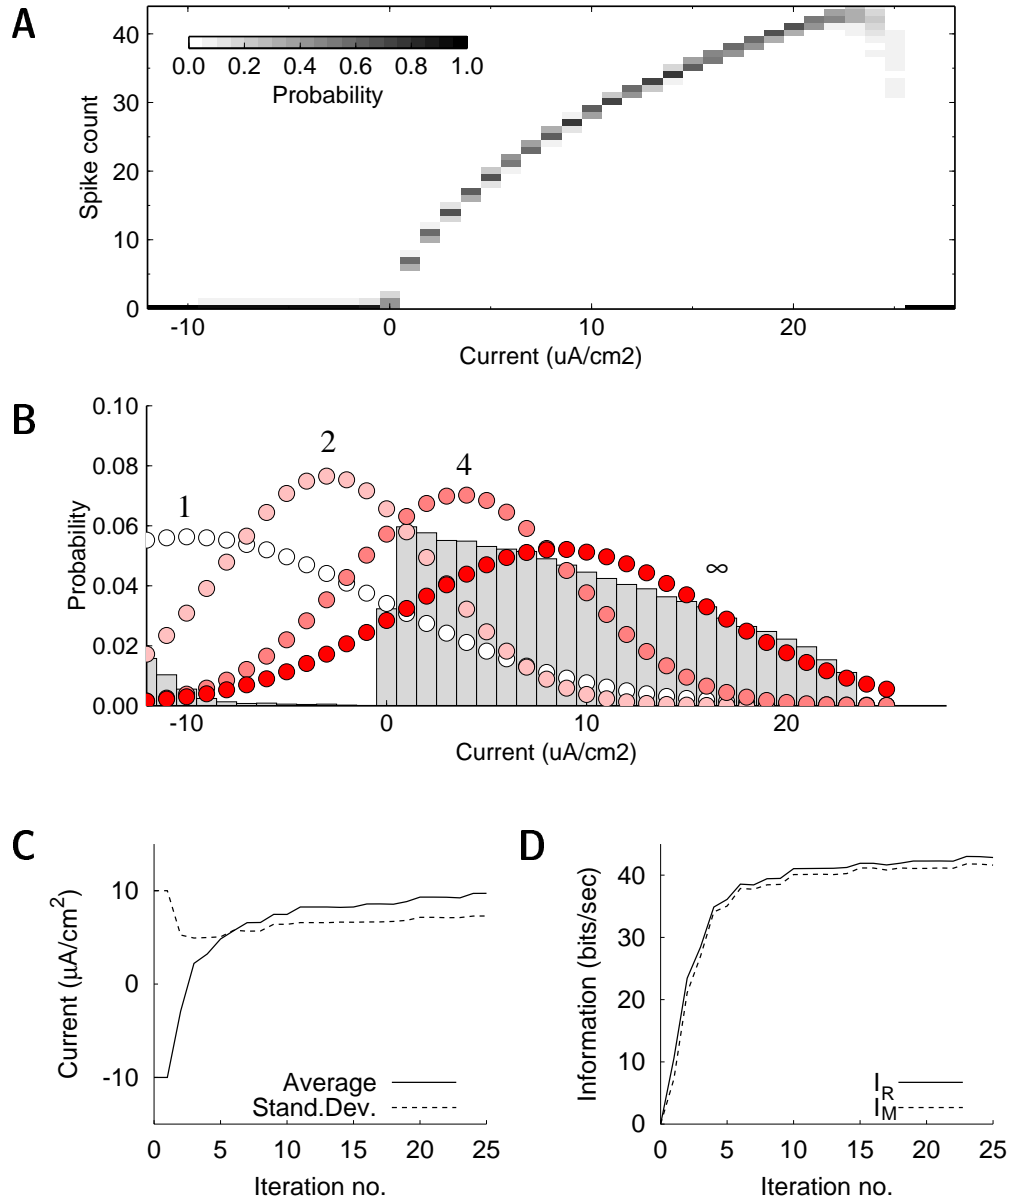 A
40
30
20
10
0
Spike count
0.0 0.2 0.4 0.6 0.8 1.0
Probability
-10 0 10 20
Current (uA/cm2)
B
0.10
0.08
0.06
0.04
0.02
0.00
Probability
1
2
4
∞
-10 0 10 20
Current (uA/cm2)
C
10
0
-10
Current (μA/cm²)
Average
Stand.Dev.
0 5 10 15 20 25
Iteration no.
D
40
30
20
10
0
Information (bits/sec)
I_R
I_M
0 5 10 15 20 25
Iteration no.